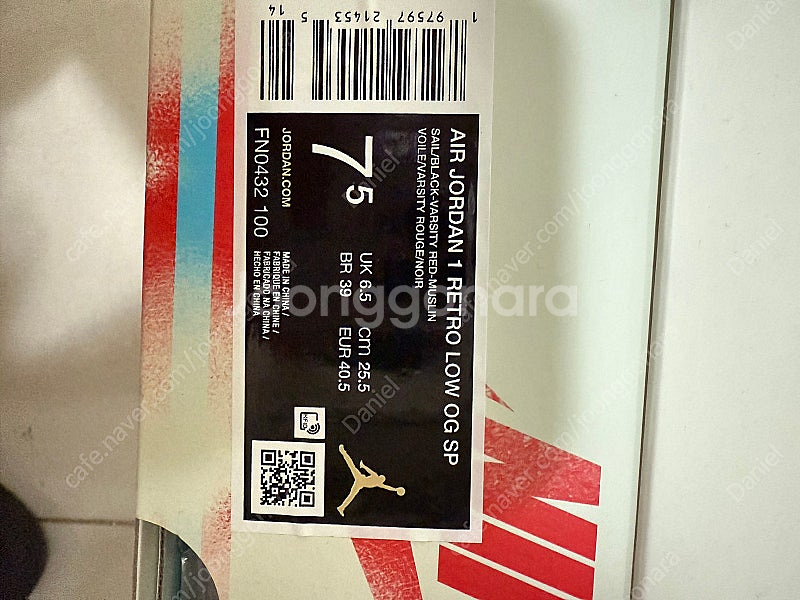 AIR JORDAN 1 RETRO LOW OG SP
SAIL/BLACK-VARSITY RED-MUSLIN
VOILE/VARSITY ROUGE/NOIR
7 5
UK 6.5 cm 25.5
BR 39 EUR 40.5
JORDAN.COM
FN0432 100
MADE IN CHINA /
FABRIQUE EN CHINE /
FABRICADO NA CHINA /
HECHO EN CHINA
1 97597 21453 5 14
joonggonara
Daniel
cafe.naver.com/joonggonara